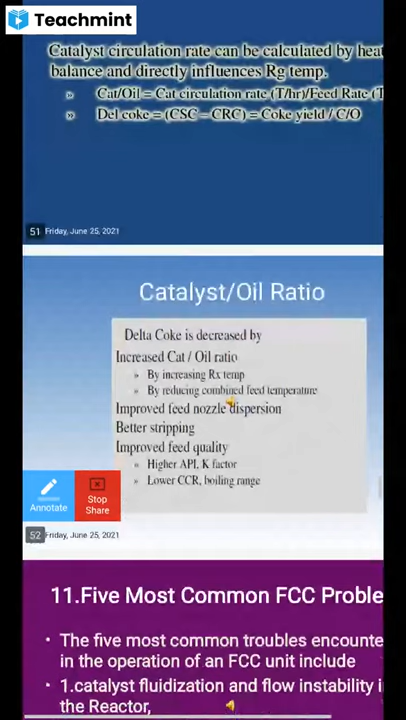 Teachmint
Catalyst circulation rate can be calculated by heat
balance and directly influences Rg temp.
» Cat/Oil = Cat circulation rate (T/hr)/Feed Rate (T
» Del coke = (CSC – CRC) = Coke yield / C/O
51 Friday, June 25, 2021
Catalyst/Oil Ratio
Delta Coke is decreased by
Increased Cat / Oil ratio
» By increasing Rx temp
» By reducing combined feed temperature
Improved feed nozzle dispersion
Better stripping
Improved feed quality
» Higher API, K factor
» Lower CCR, boiling range
Annotate
Stop
Share
52 Friday, June 25, 2021
11.Five Most Common FCC Proble
• The five most common troubles encounte
in the operation of an FCC unit include
• 1.catalyst fluidization and flow instability i
the Reactor,